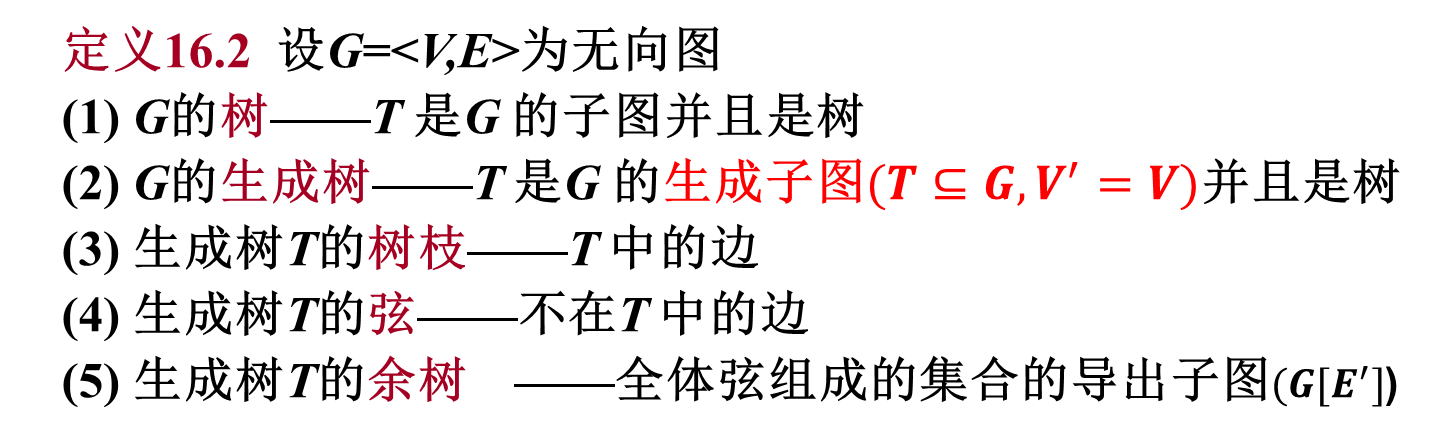 定义16.2 设G=<V,E>为无向图
(1) G的树——T 是G 的子图并且是树
(2) G的生成树——T 是G 的生成子图(T ⊆ G, V′ = V)并且是树
(3) 生成树T的树枝——T 中的边
(4) 生成树T的弦——不在T 中的边
(5) 生成树T的余树 ——全体弦组成的集合的导出子图(G[E′])